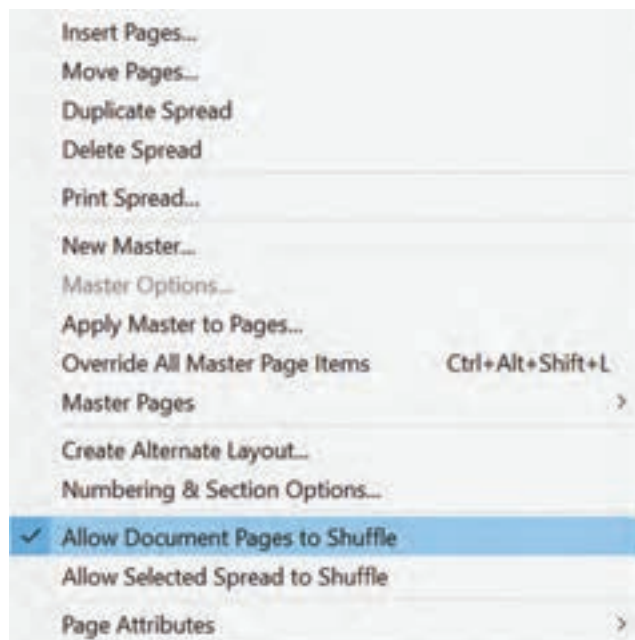 Insert Pages...
Move Pages...
Duplicate Spread
Delete Spread
Print Spread...
New Master...
Master Options...
Apply Master to Pages...
Override All Master Page Items Ctrl+Alt+Shift+L
Master Pages
Create Alternate Layout...
Numbering & Section Options...
Allow Document Pages to Shuffle
Allow Selected Spread to Shuffle
Page Attributes